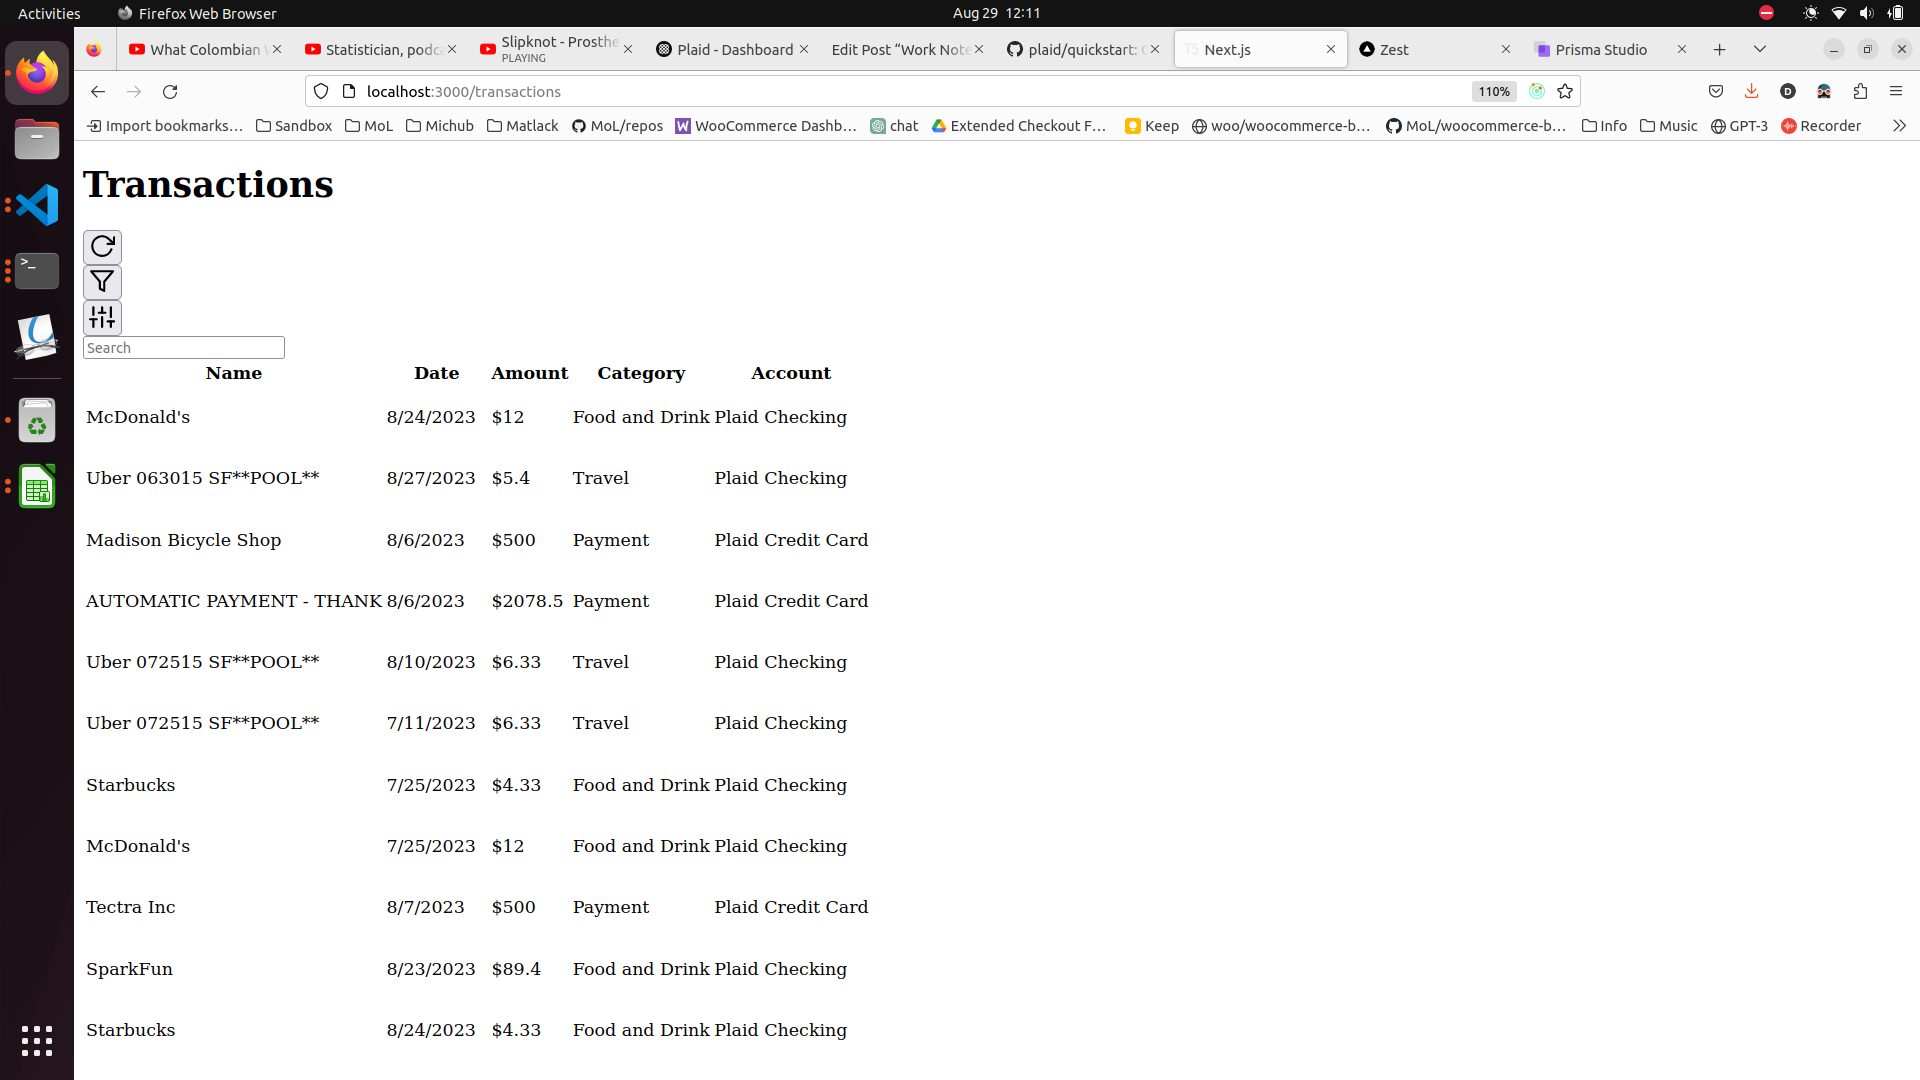 Activities Firefox Web Browser Aug 29 12:11
What Colombian Statistician, podca Slipknot - Prosthe Plaid - Dashboard Edit Post “Work Note plaid/quickstart: Next.js Zest Prisma Studio
PLAYING
localhost:3000/transactions 110%
Import bookmarks... Sandbox MoL Michub Matlack MoL/repos WooCommerce Dashb... chat Extended Checkout F... Keep woo/woocommerce-b... MoL/woocommerce-b... Info Music GPT-3 Recorder
Transactions
Search
Name Date Amount Category Account
McDonald's 8/24/2023 $12 Food and Drink Plaid Checking
Uber 063015 SF**POOL** 8/27/2023 $5.4 Travel Plaid Checking
Madison Bicycle Shop 8/6/2023 $500 Payment Plaid Credit Card
AUTOMATIC PAYMENT - THANK 8/6/2023 $2078.5 Payment Plaid Credit Card
Uber 072515 SF**POOL** 8/10/2023 $6.33 Travel Plaid Checking
Uber 072515 SF**POOL** 7/11/2023 $6.33 Travel Plaid Checking
Starbucks 7/25/2023 $4.33 Food and Drink Plaid Checking
McDonald's 7/25/2023 $12 Food and Drink Plaid Checking
Tectra Inc 8/7/2023 $500 Payment Plaid Credit Card
SparkFun 8/23/2023 $89.4 Food and Drink Plaid Checking
Starbucks 8/24/2023 $4.33 Food and Drink Plaid Checking